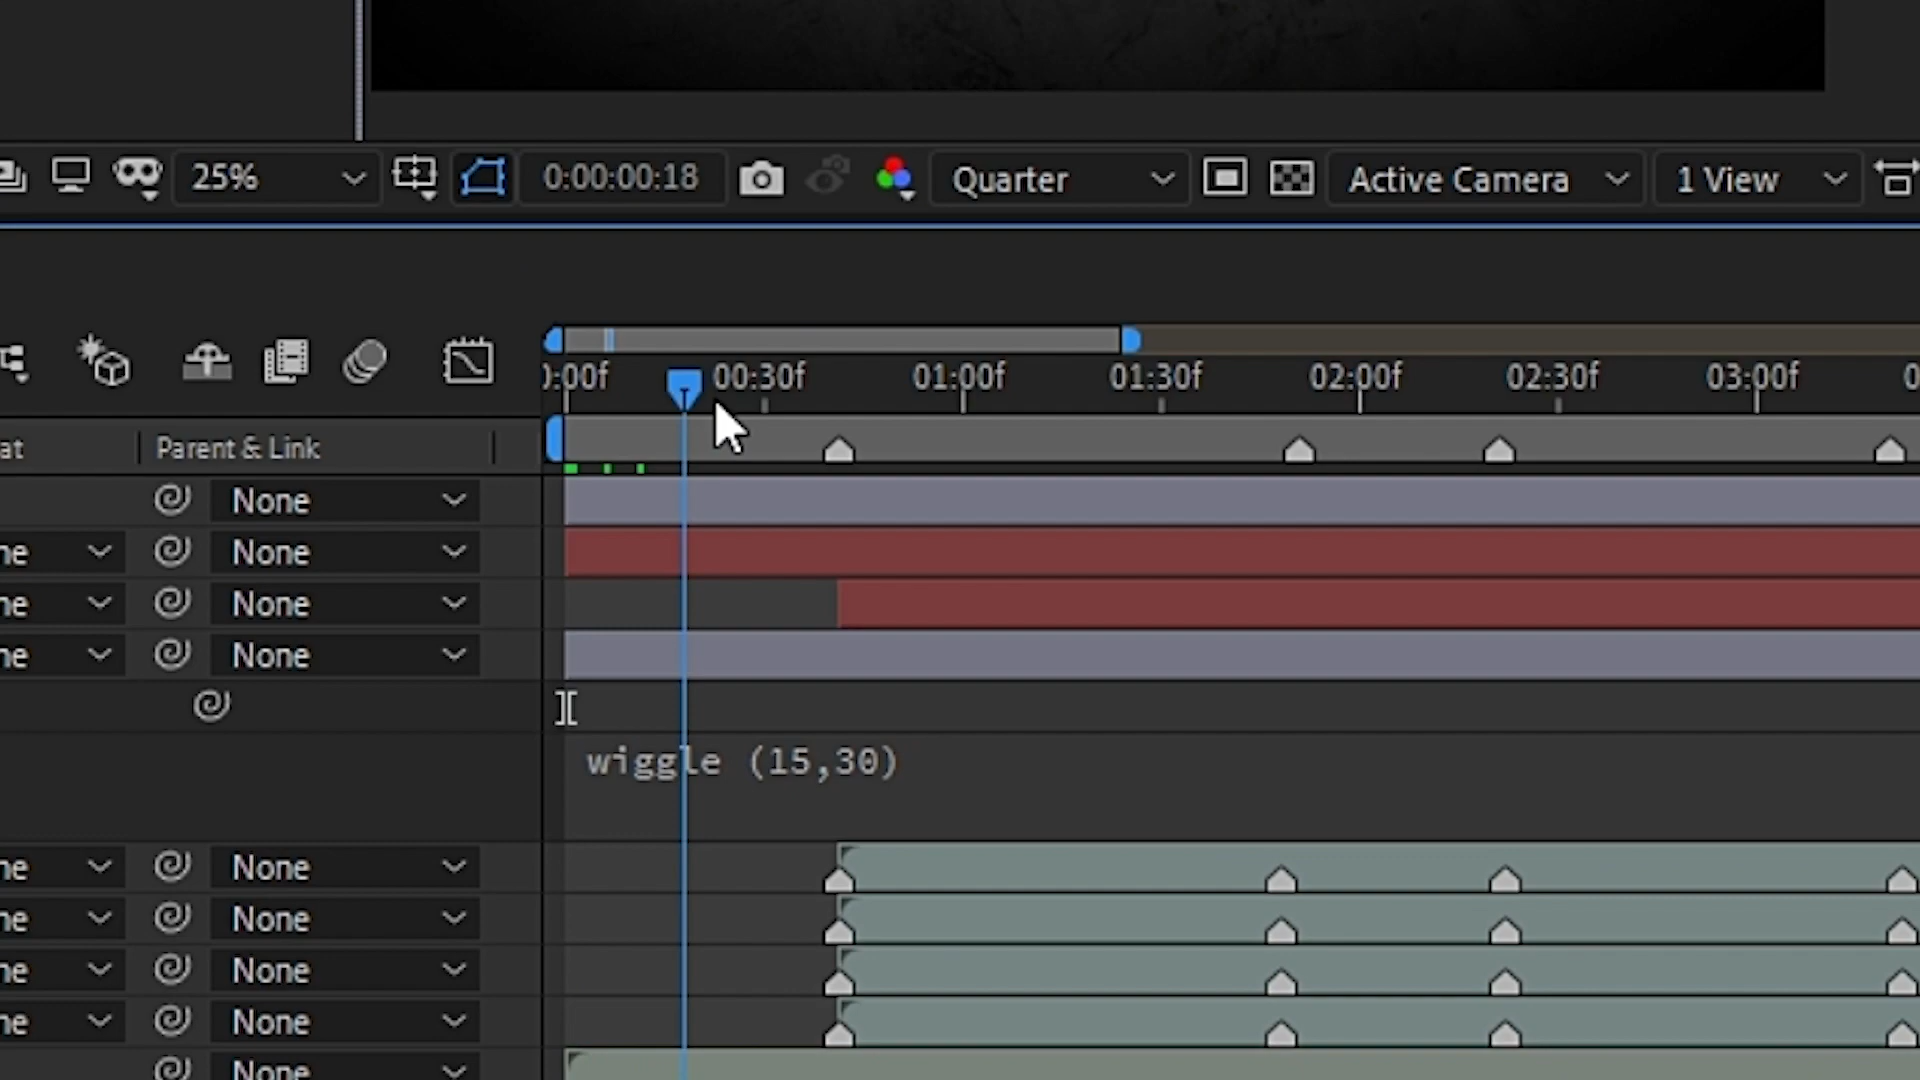 25% 0:00:00:18 Quarter Active Camera 1 View
0:00f 00:30f 01:00f 01:30f 02:00f 02:30f 03:00f 0
at Parent & Link
None
ne None
ne None
ne None
wiggle (15,30)
ne None
ne None
ne None
ne None
None